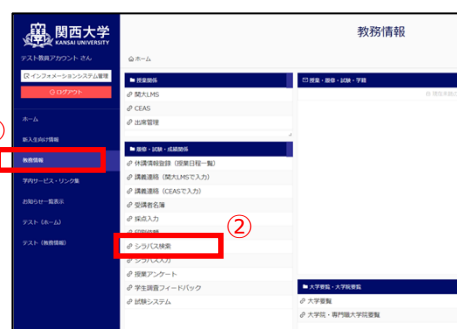 関西大学
KANSAI UNIVERSITY
テスト教員アカウント さん
インフォメーションシステム管理
ログアウト
ホーム
新入生向け情報
教務情報
学内サービス・リンク集
お知らせ一覧表示
テスト（ホーム）
テスト（教務情報）
教務情報
ホーム
授業関係
関大LMS
CEAS
出席管理
履修・試験・成績関係
休講情報登録（授業日程一覧）
講義連絡（関大LMSで入力）
講義連絡（CEASで入力）
受講者名簿
採点入力
②
シラバス検索
シラバス入力
授業アンケート
学生調査フィードバック
試験システム
授業・履修・試験・学籍
大学要覧・大学院要覧
大学要覧
大学院・専門職大学院要覧